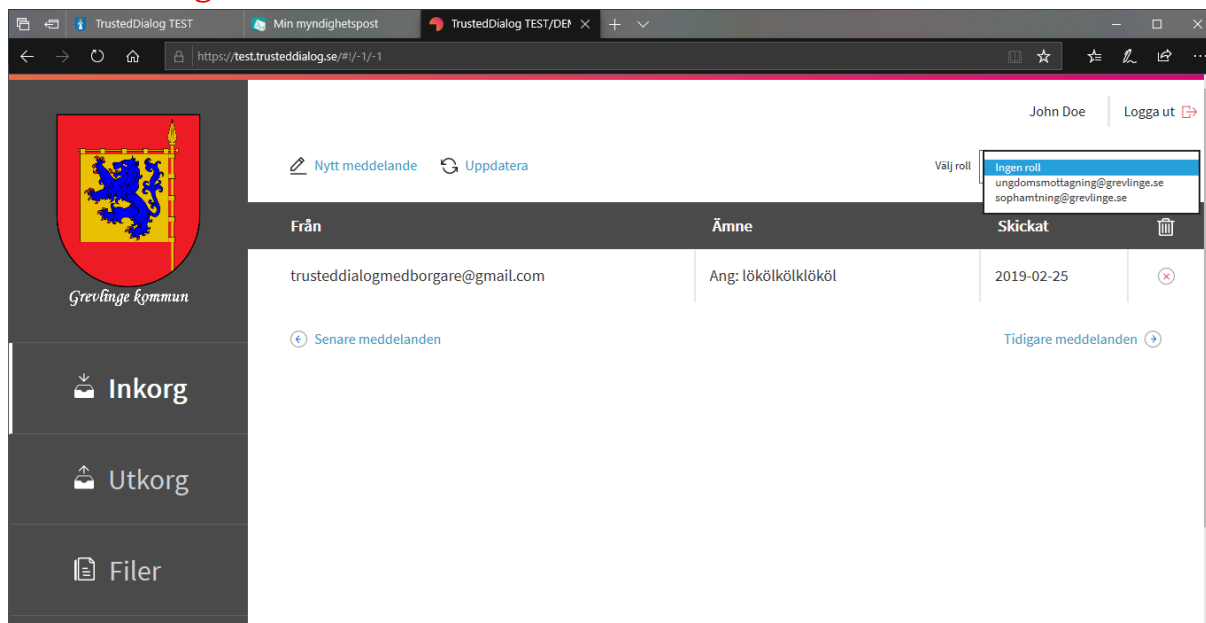 TrustedDialog TEST
Min myndighetspost
TrustedDialog TEST/DEM
https://test.trusteddialog.se/#!/-1/-1
John Doe
Logga ut
Nytt meddelande
Uppdatera
Välj roll
Ingen roll
ungdomsmottagning@grevlinge.se
sophamtning@grevlinge.se
Från
Ämne
Skickat
trusteddialogmedborgare@gmail.com
Ang: lökölkölklököl
2019-02-25
Grevlinge kommun
Senare meddelanden
Tidigare meddelanden
Inkorg
Utkorg
Filer